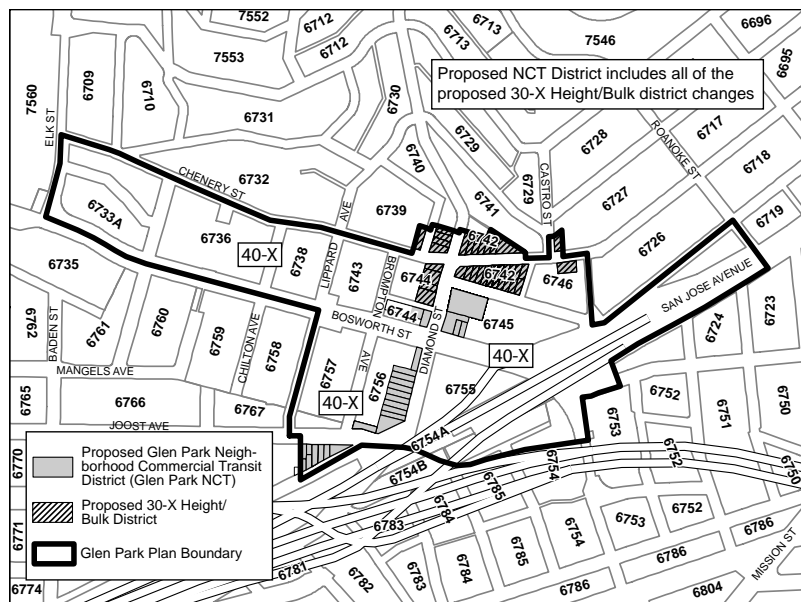 7552
6712
6713
6713
7546
6696
7560
6709
6710
7553
6712
6695
Proposed NCT District includes all of the
proposed 30-X Height/Bulk district changes
6731
6730
6729
6728
ROANOKE ST
6717
ELK ST
6740
6718
CHENERY ST
6732
6729
CASTRO ST
6727
6733A
AVE
6739
6741
6719
6736
40-X
6738
LIPPARD
6743
BROMPTON
6742
6742
6744
6746
6726
6735
SAN JOSE AVENUE
6723
6762
BADEN ST
6761
6760
6759
CHILTON AVE
6758
BOSWORTH ST
6744
DIAMOND ST
6745
6724
MANGELS AVE
6757
AVE
6756
40-X
40-X
6755
6765
6766
6767
6752
6751
6750
JOOST AVE
6754A
6753
6770
6754B
6754
6752
6750
6785
6771
6783
6784
6754
6753
6752
6786
6785
6784
6783
6782
6781
6786
6786
MISSION ST
6774
6804
Proposed Glen Park Neigh-
borhood Commercial Transit
District (Glen Park NCT)
Proposed 30-X Height/
Bulk District
Glen Park Plan Boundary